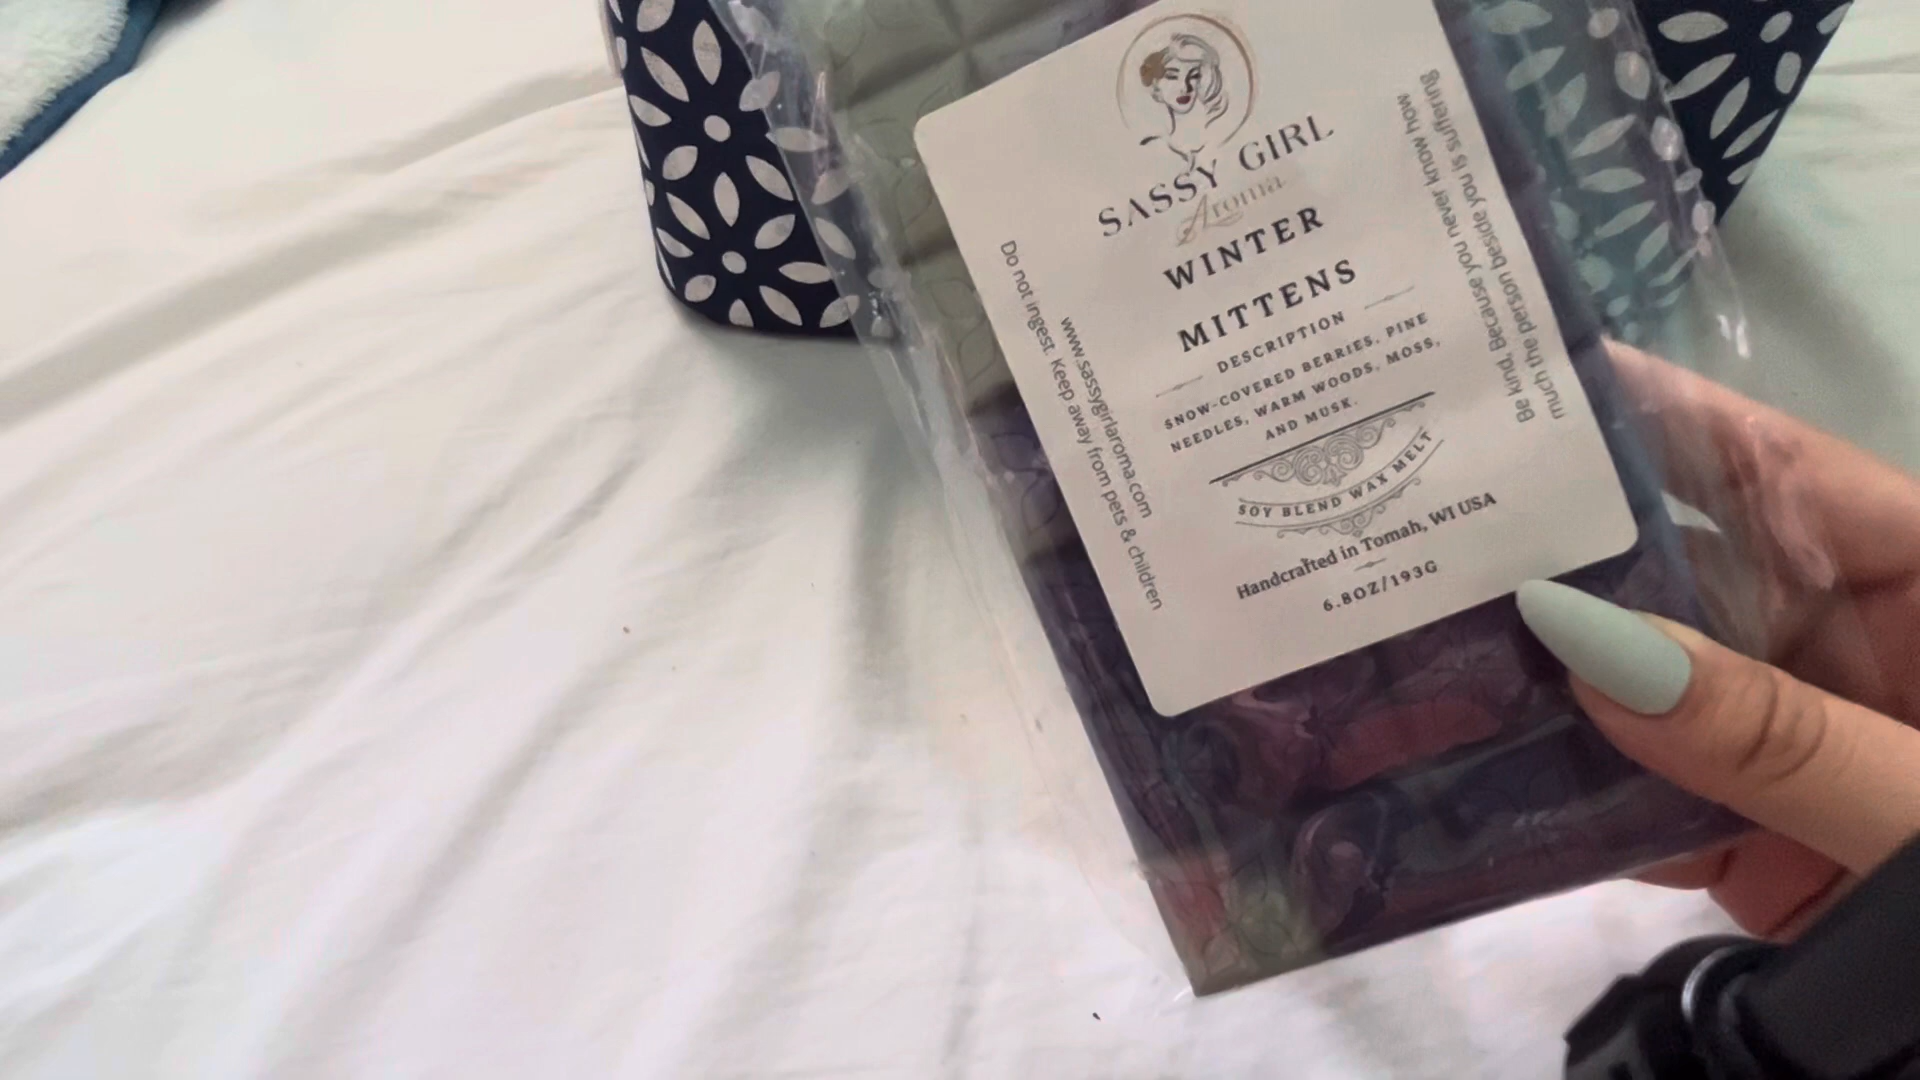 SASSY GIRL
Aroma
WINTER
MITTENS
DESCRIPTION
SNOW-COVERED BERRIES, PINE
NEEDLES, WARM WOODS, MOSS,
AND MUSK.
SOY BLEND WAX MELT
Handcrafted in Tomah, WI USA
6.8OZ/193G
www.sassygirlaroma.com
Do not ingest. Keep away from pets & children
Be kind. Because you never know how
much the person beside you is suffering